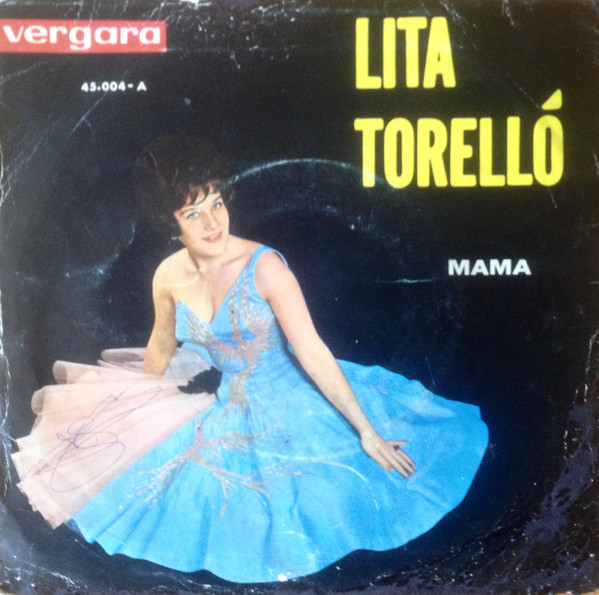 vergara
45.004-A
LITA
TORELLÓ
MAMA